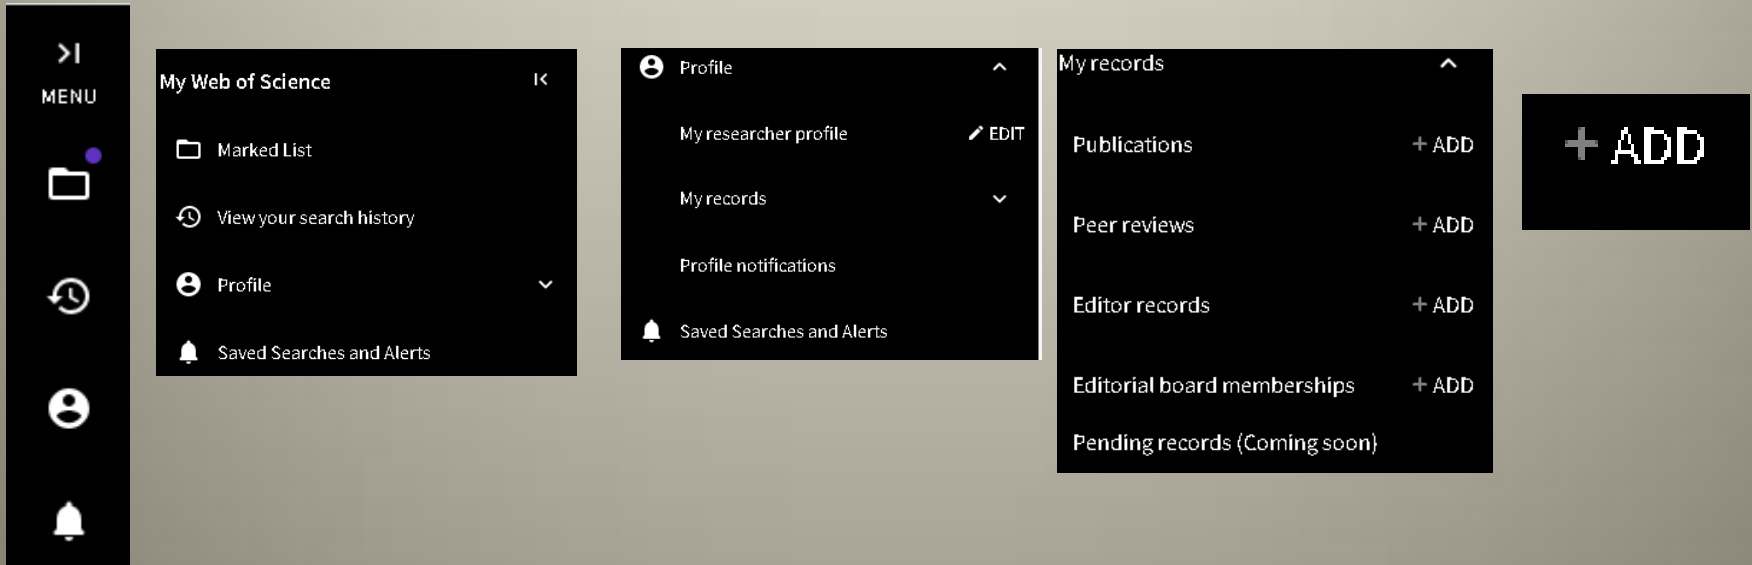 MENU
My Web of Science
Marked List
View your search history
Profile
Saved Searches and Alerts
Profile
My researcher profile EDIT
My records
Profile notifications
Saved Searches and Alerts
My records
Publications + ADD
Peer reviews + ADD
Editor records + ADD
Editorial board memberships + ADD
Pending records (Coming soon)
+ ADD